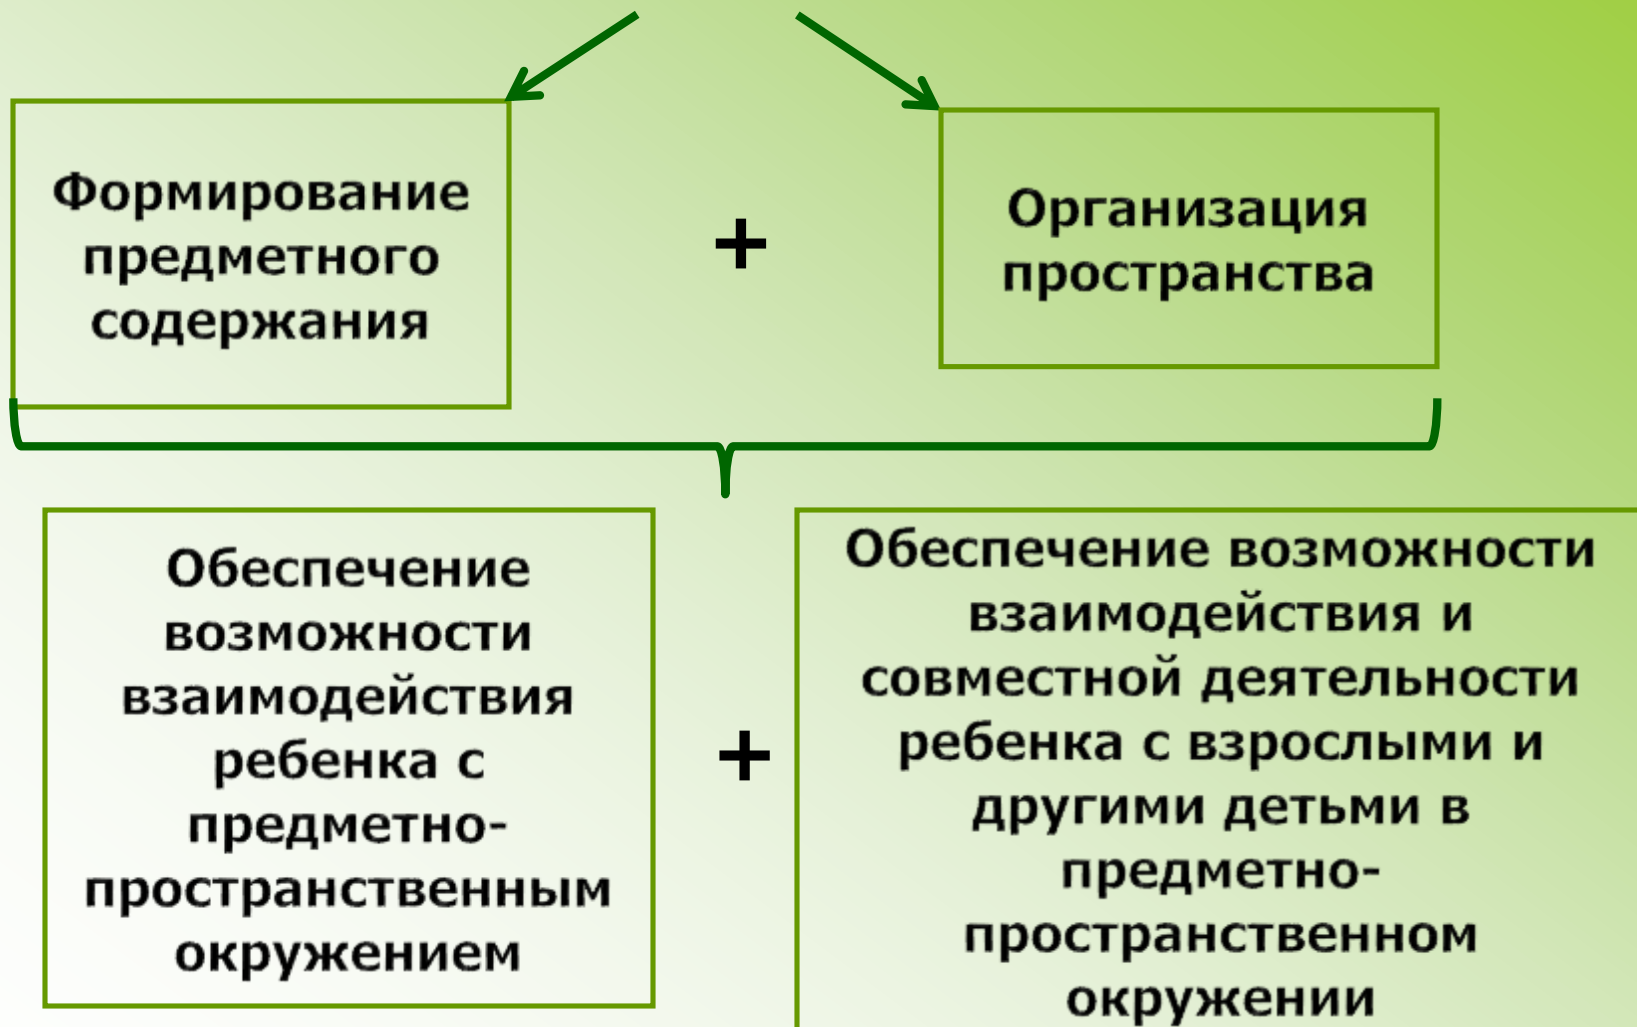 Формирование
предметного
содержания
+
Организация
пространства
Обеспечение
возможности
взаимодействия
ребенка с
предметно-
пространственным
окружением
+
Обеспечение возможности
взаимодействия и
совместной деятельности
ребенка с взрослыми и
другими детьми в
предметно-
пространственном
окружении